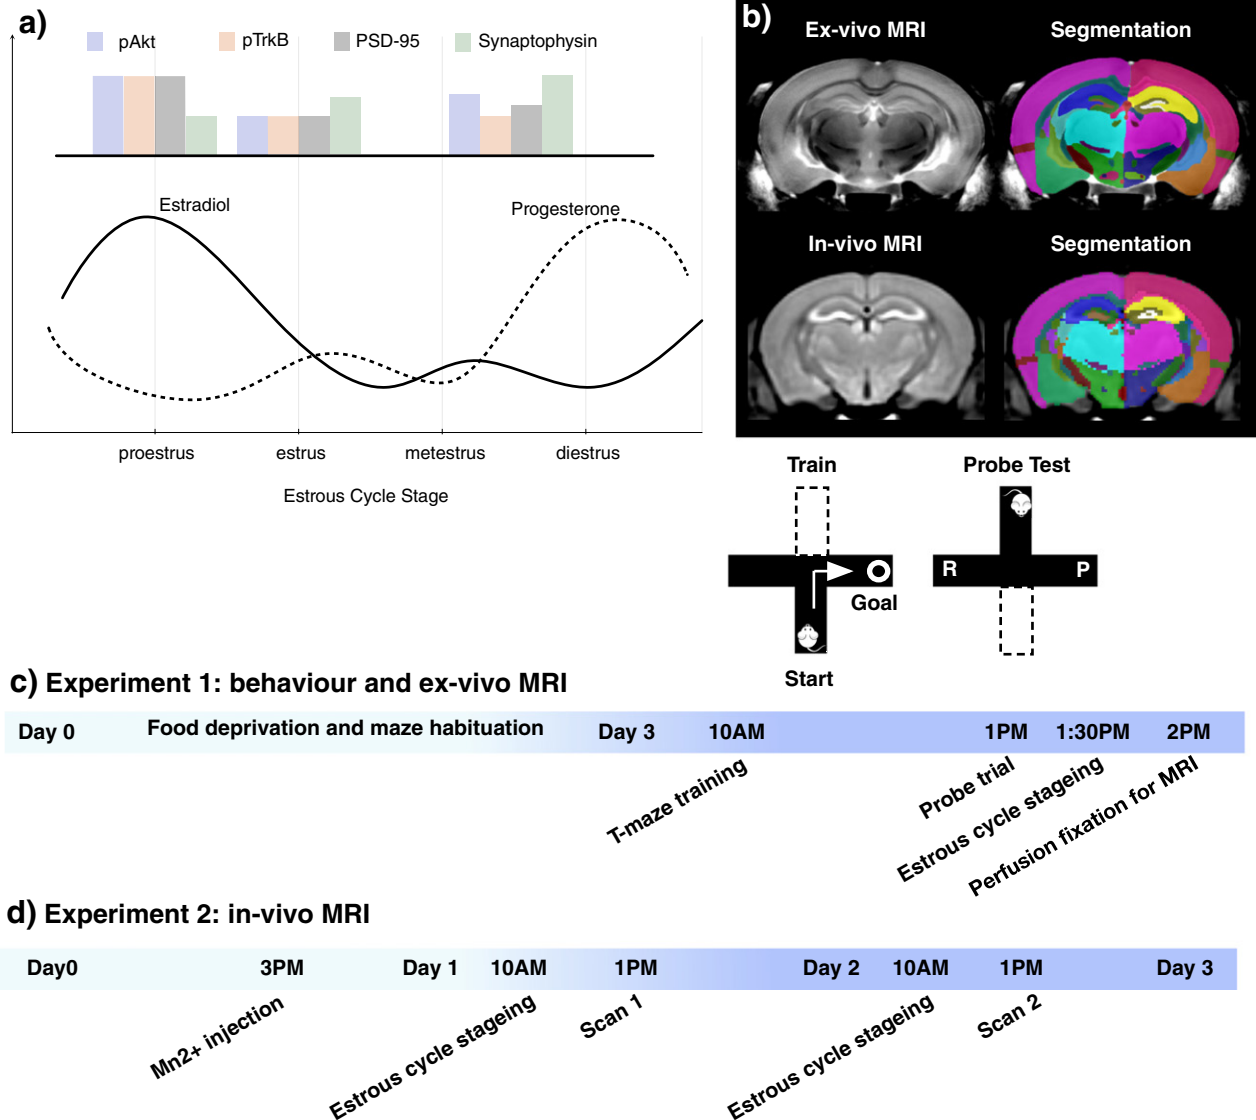 a)
pAkt
pTrkB
PSD-95
Synaptophysin
Estradiol
Progesterone
proestrus
estrus
metestrus
diestrus
Estrous Cycle Stage
b)
Ex-vivo MRI
Segmentation
In-vivo MRI
Segmentation
Train
Probe Test
R
P
Goal
Start
c) Experiment 1: behaviour and ex-vivo MRI
Day 0
Food deprivation and maze habituation
Day 3
10AM
1PM
1:30PM
2PM
T-maze training
Probe trial
Estrous cycle stageing
Perfusion fixation for MRI
d) Experiment 2: in-vivo MRI
Day0
3PM
Day 1
10AM
1PM
Day 2
10AM
1PM
Day 3
Mn2+ injection
Estrous cycle stageing
Scan 1
Estrous cycle stageing
Scan 2